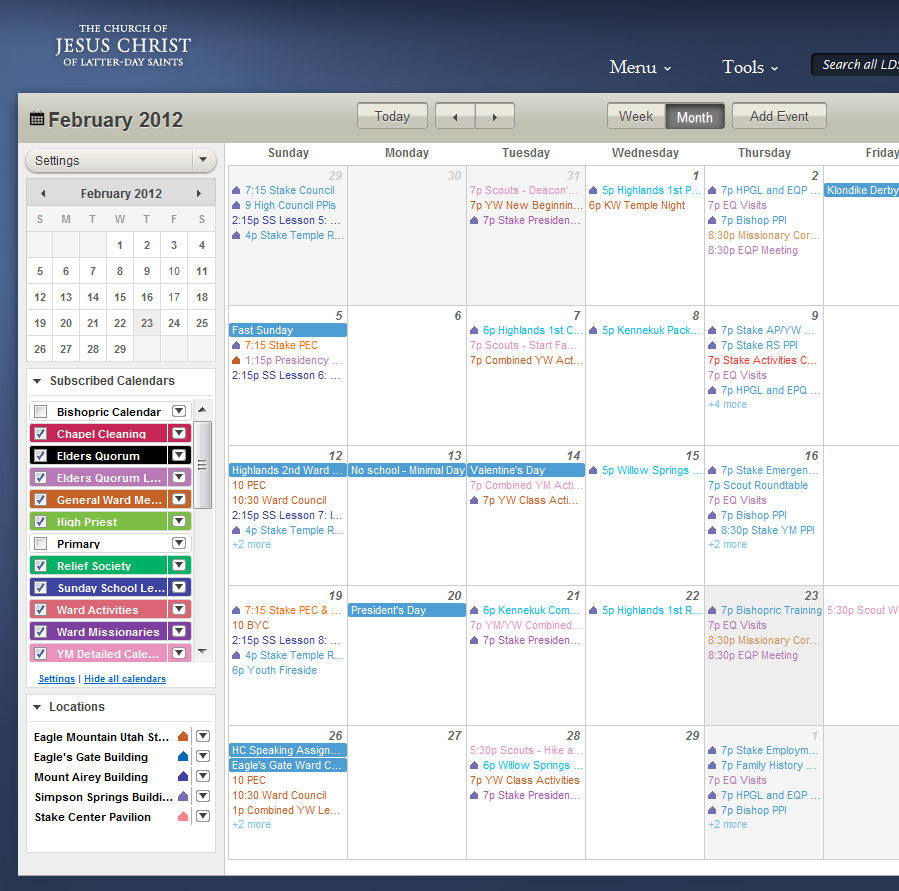 THE CHURCH OF
JESUS CHRIST
OF LATTER-DAY SAINTS
Menu
Tools
Search all LDS
February 2012
Today
Week
Month
Add Event
Settings
February 2012
S M T W T F S
1 2 3 4
5 6 7 8 9 10 11
12 13 14 15 16 17 18
19 20 21 22 23 24 25
26 27 28 29
Subscribed Calendars
Bishopric Calendar
Chapel Cleaning
Elders Quorum
Elders Quorum L...
General Ward Me...
High Priest
Primary
Relief Society
Sunday School Le...
Ward Activities
Ward Missionaries
YM Detailed Cale...
Settings | Hide all calendars
Locations
Eagle Mountain Utah St...
Eagle's Gate Building
Mount Airey Building
Simpson Springs Buildi...
Stake Center Pavilion
Sunday Monday Tuesday Wednesday Thursday Friday
29
7:15 Stake Council
9 High Council PPIs
2:15p SS Lesson 5: ...
4p Stake Temple R...
30
31
7p Scouts - Deacon'...
7p YW New Beginnin...
7p Stake Presiden...
1
5p Highlands 1st P...
6p KW Temple Night
2
7p HPGL and EQP ...
7p EQ Visits
7p Bishop PPI
8:30p Missionary Cor...
8:30p EQP Meeting
Klondike Derby
5
Fast Sunday
7:15 Stake PEC
1:15p Presidency ...
2:15p SS Lesson 6: ...
6
7
6p Highlands 1st C...
7p Scouts - Start Fa...
7p Combined YW Act...
8
5p Kennekuk Pack...
9
7p Stake AP/YW ...
7p Stake RS PPI
7p Stake Activities C...
7p EQ Visits
7p HPGL and EPQ ...
+4 more
12
Highlands 2nd Ward ...
10 PEC
10:30 Ward Council
2:15p SS Lesson 7: I...
4p Stake Temple R...
+2 more
13
No school - Minimal Day
14
Valentine's Day
7p Combined YM Acti...
7p YW Class Acti...
15
5p Willow Springs ...
16
7p Stake Emergen...
7p Scout Roundtable
7p EQ Visits
7p Bishop PPI
8:30p Stake YM PPI
+2 more
19
7:15 Stake PEC & ...
10 BYC
2:15p SS Lesson 8: ...
4p Stake Temple R...
6p Youth Fireside
20
President's Day
21
6p Kennekuk Com...
7p YM/YW Combined...
7p Stake Presiden...
22
5p Highlands 1st R...
23
7p Bishopric Training
7p EQ Visits
8:30p Missionary Cor...
8:30p EQP Meeting
5:30p Scout W
26
HC Speaking Assign...
Eagle's Gate Ward C...
10 PEC
10:30 Ward Council
1p Combined YW Le...
+2 more
27
28
5:30p Scouts - Hike a...
6p Willow Springs ...
7p YW Class Activities
7p Stake Presiden...
29
1
7p Stake Employm...
7p Family History ...
7p EQ Visits
7p HPGL and EQP ...
7p Bishop PPI
+2 more